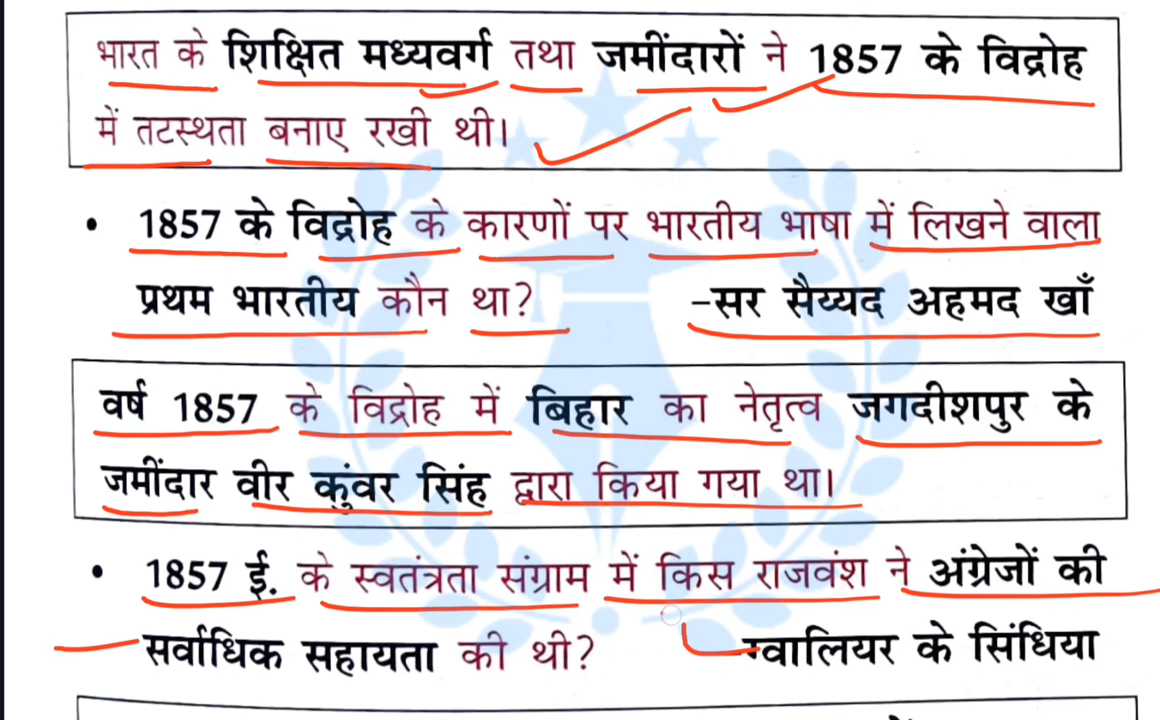 भारत के शिक्षित मध्यवर्ग तथा जमींदारों ने 1857 के विद्रोह
में तटस्थता बनाए रखी थी।
• 1857 के विद्रोह के कारणों पर भारतीय भाषा में लिखने वाला
प्रथम भारतीय कौन था? –सर सैय्यद अहमद खाँ
वर्ष 1857 के विद्रोह में बिहार का नेतृत्व जगदीशपुर के
जमींदार वीर कुंवर सिंह द्वारा किया गया था।
• 1857 ई. के स्वतंत्रता संग्राम में किस राजवंश ने अंग्रेजों की
सर्वाधिक सहायता की थी? –ग्वालियर के सिंधिया